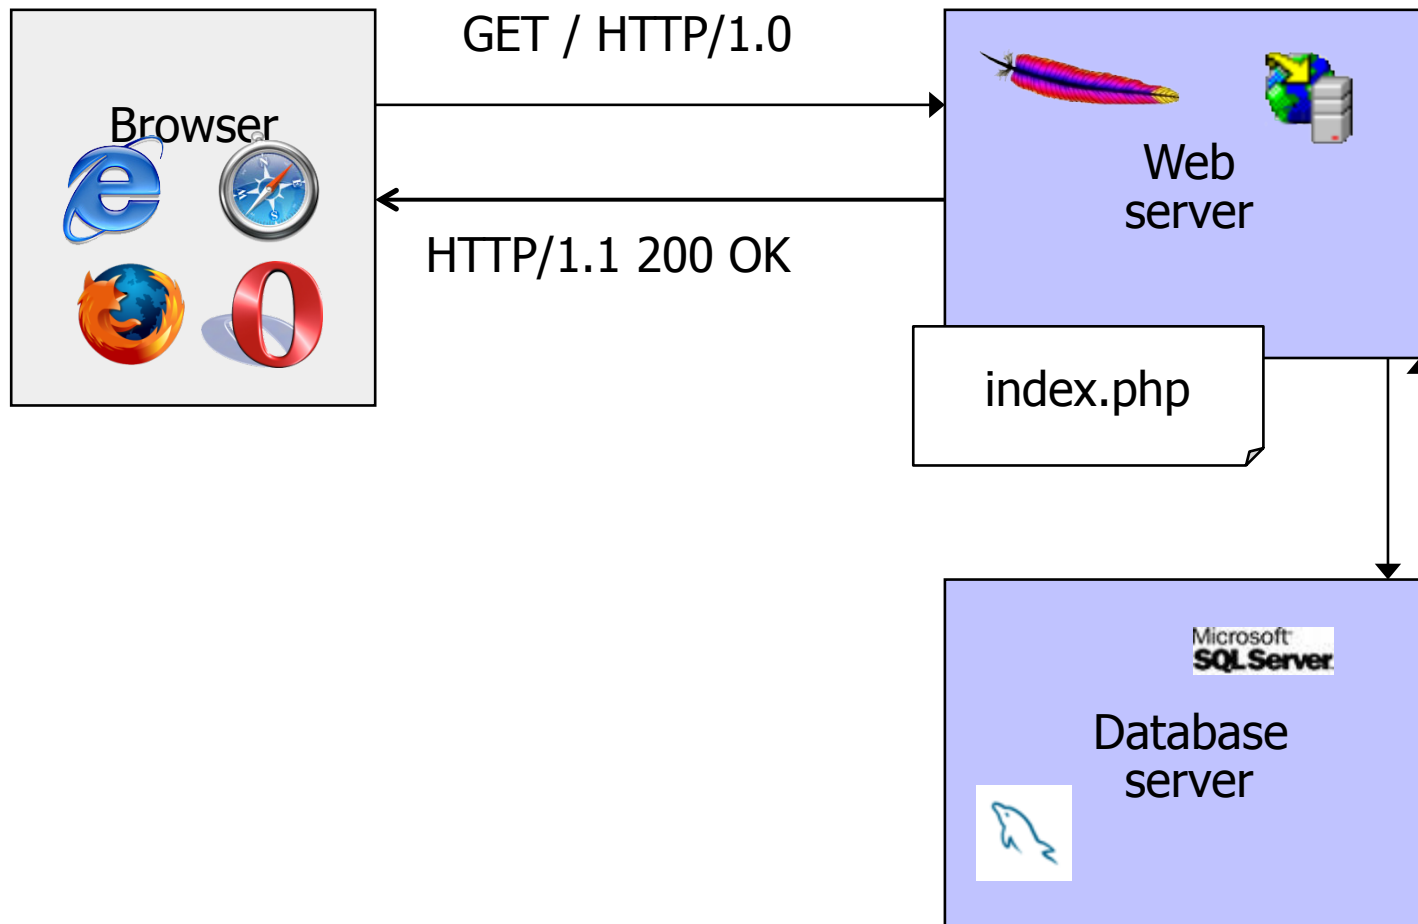 GET / HTTP/1.0
Browser
Web
server
HTTP/1.1 200 OK
index.php
Microsoft
SQL Server
Database
server